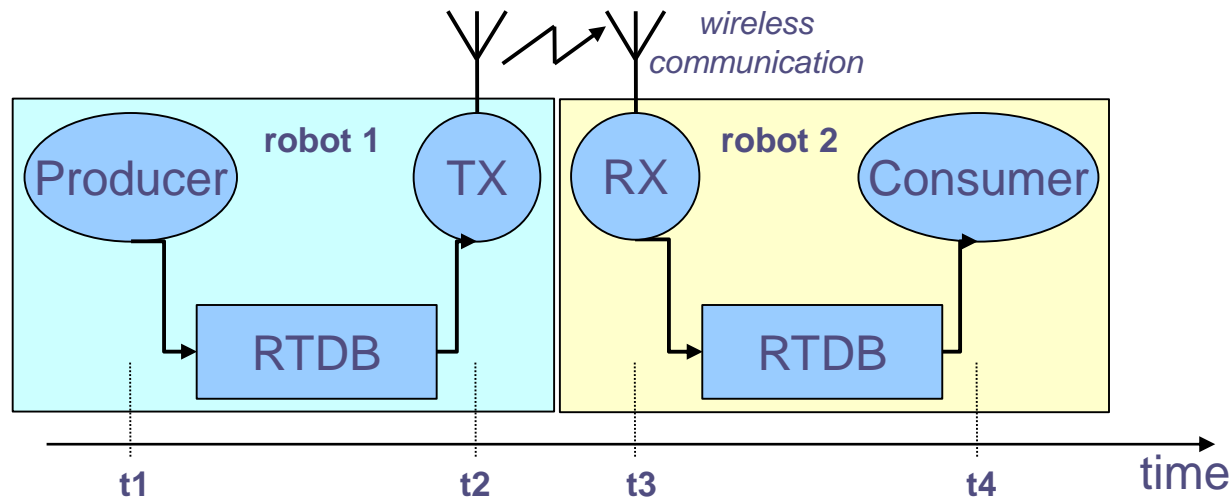 wireless
communication
robot 1
robot 2
Producer
TX
RX
Consumer
RTDB
RTDB
t1
t2
t3
t4
time